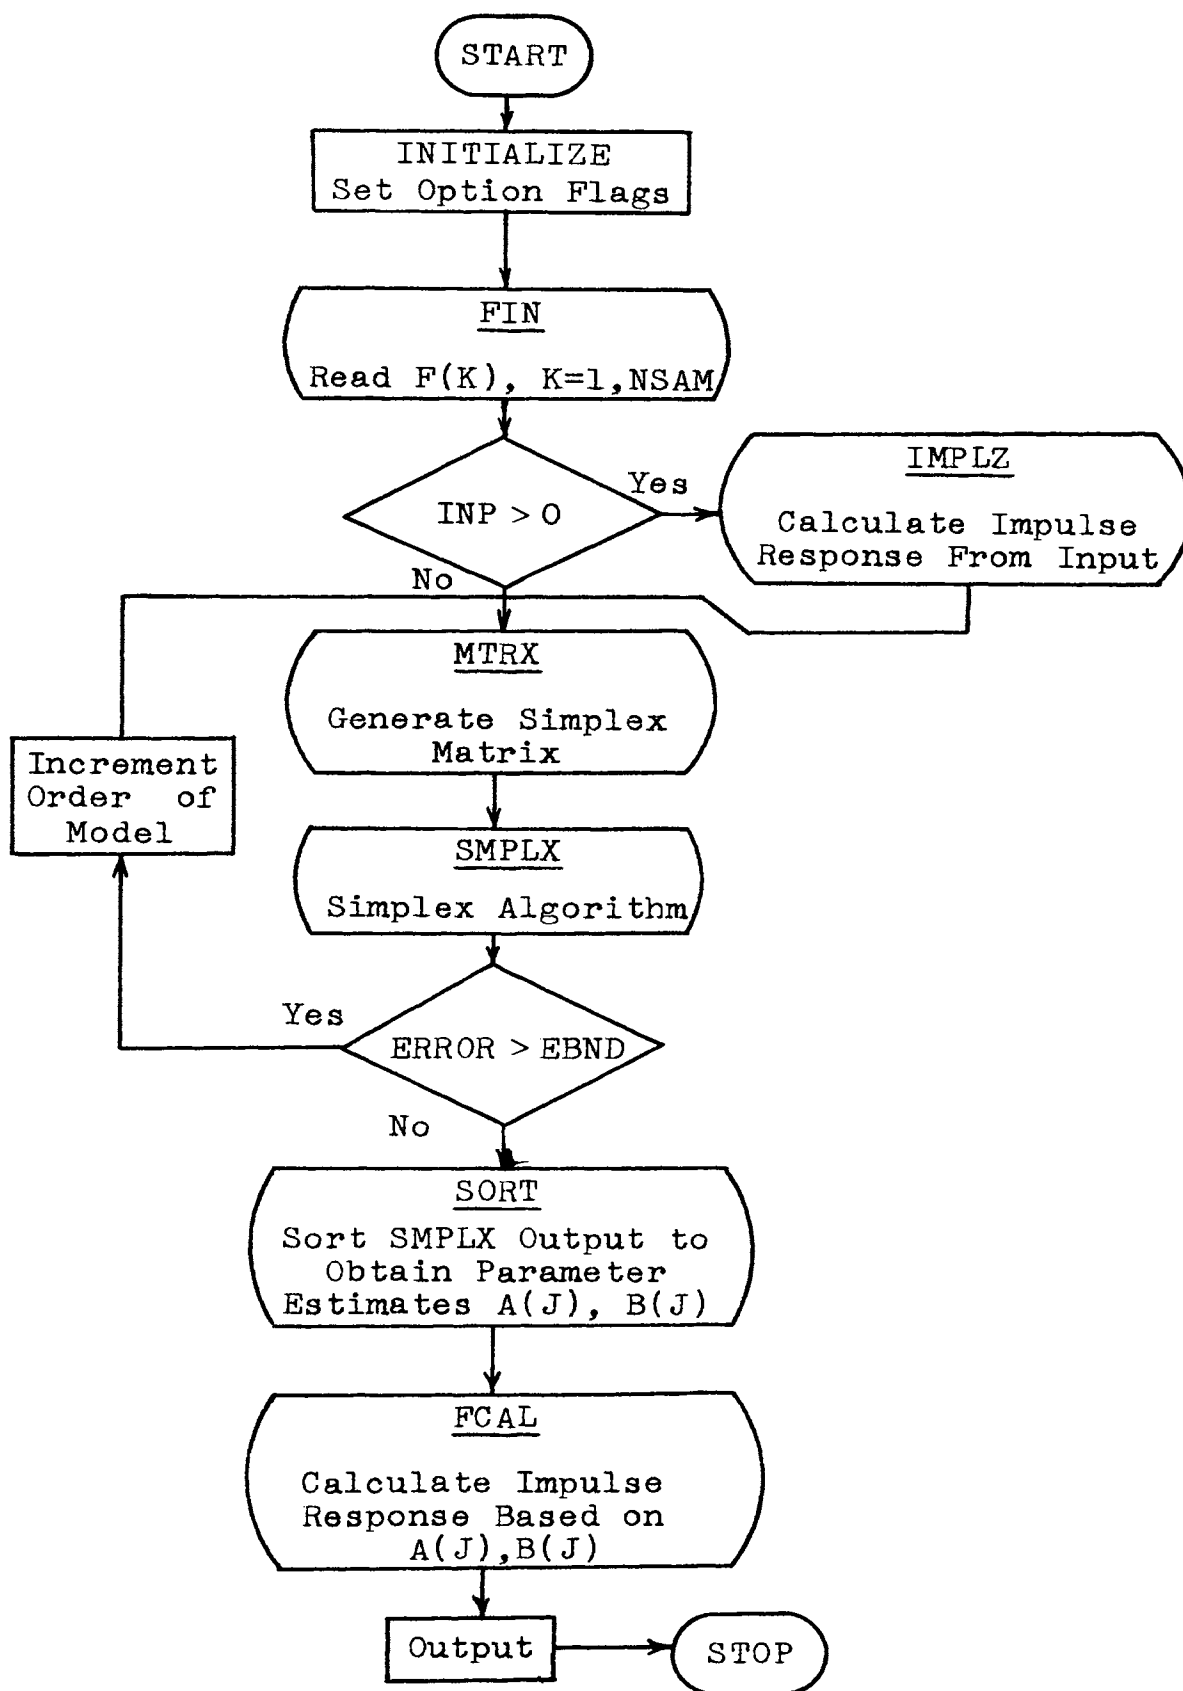 START
INITIALIZE
Set Option Flags
FIN
Read F(K), K=1,NSAM
INP > O
Yes
IMPLZ
Calculate Impulse
Response From Input
No
MTRX
Generate Simplex
Matrix
Increment
Order of
Model
SMPLX
Simplex Algorithm
Yes
ERROR > EBND
No
SORT
Sort SMPLX Output to
Obtain Parameter
Estimates A(J), B(J)
FCAL
Calculate Impulse
Response Based on
A(J),B(J)
Output
STOP